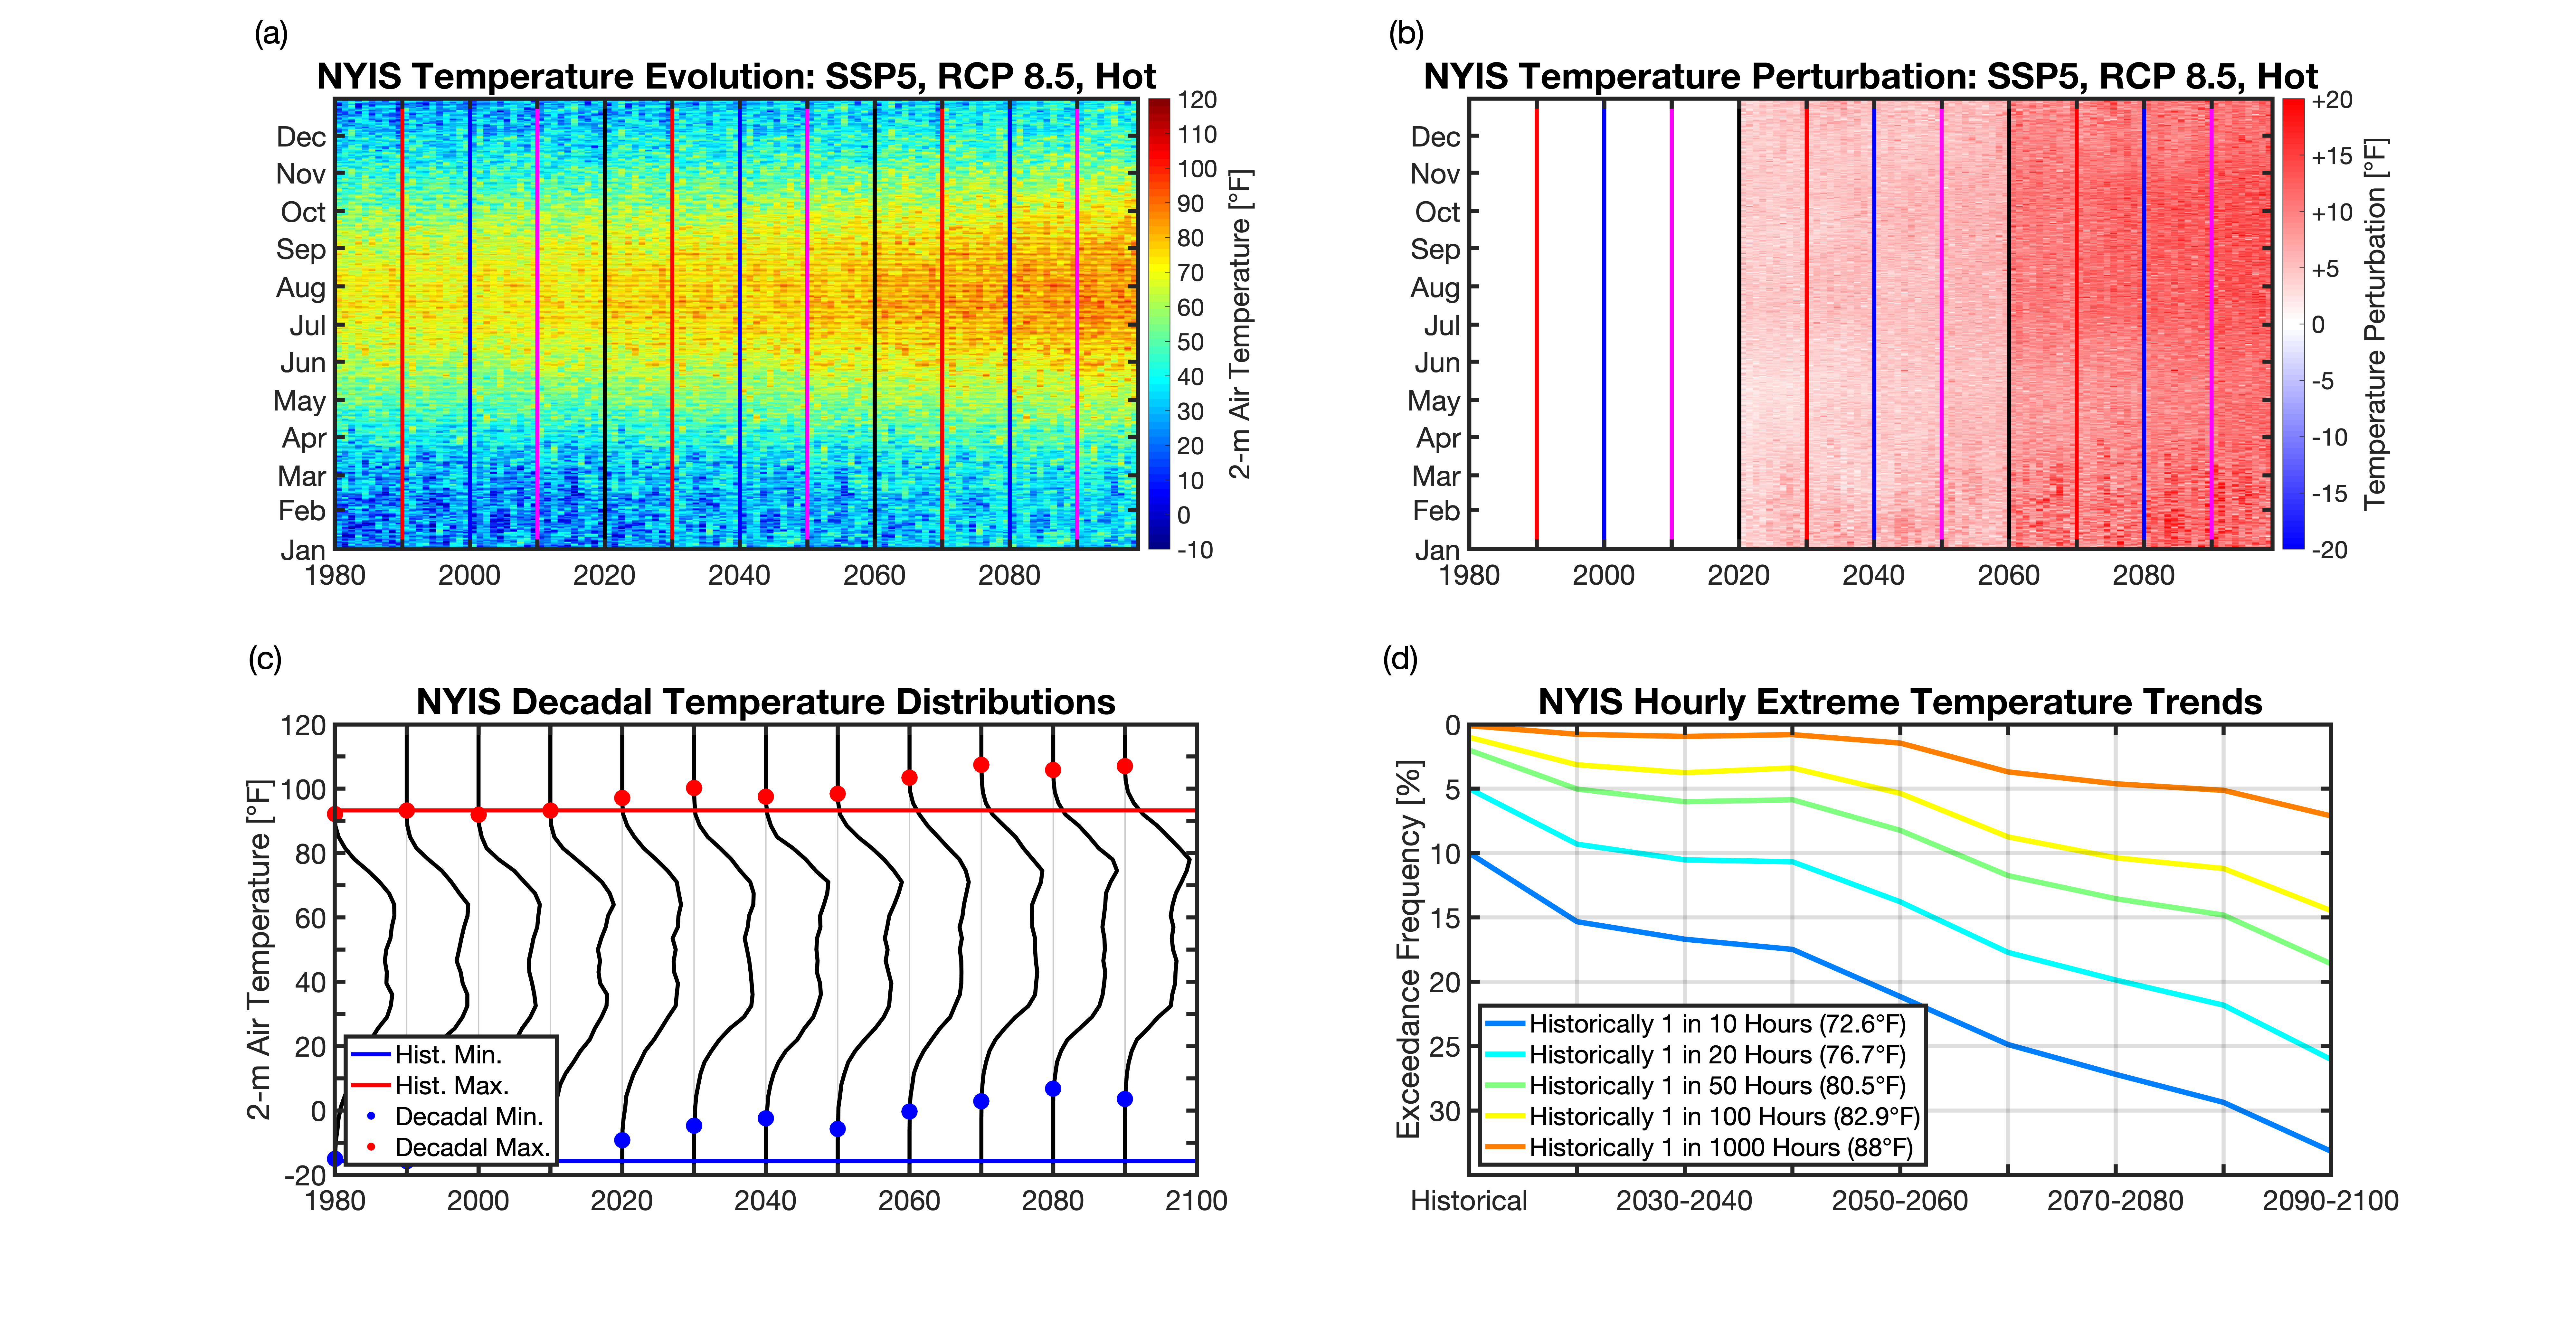 (a)
NYIS Temperature Evolution: SSP5, RCP 8.5, Hot
Dec
Nov
Oct
Sep
Aug
Jul
Jun
May
Apr
Mar
Feb
Jan
1980
2000
2020
2040
2060
2080
120
110
100
90
80
70
60
50
40
30
20
10
0
-10
2-m Air Temperature [°F]
(b)
NYIS Temperature Perturbation: SSP5, RCP 8.5, Hot
Dec
Nov
Oct
Sep
Aug
Jul
Jun
May
Apr
Mar
Feb
Jan
1980
2000
2020
2040
2060
2080
+20
+15
+10
+5
0
-5
-10
-15
-20
Temperature Perturbation [°F]
(c)
NYIS Decadal Temperature Distributions
2-m Air Temperature [°F]
120
100
80
60
40
20
0
-20
Hist. Min.
Hist. Max.
Decadal Min.
Decadal Max.
1980
2000
2020
2040
2060
2080
2100
(d)
NYIS Hourly Extreme Temperature Trends
Exceedance Frequency [%]
0
5
10
15
20
25
30
Historically 1 in 10 Hours (72.6°F)
Historically 1 in 20 Hours (76.7°F)
Historically 1 in 50 Hours (80.5°F)
Historically 1 in 100 Hours (82.9°F)
Historically 1 in 1000 Hours (88°F)
Historical
2030-2040
2050-2060
2070-2080
2090-2100